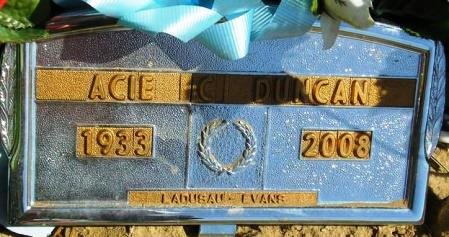 ACIE C DUNCAN
1933 2008
LADUSAU - EVANS